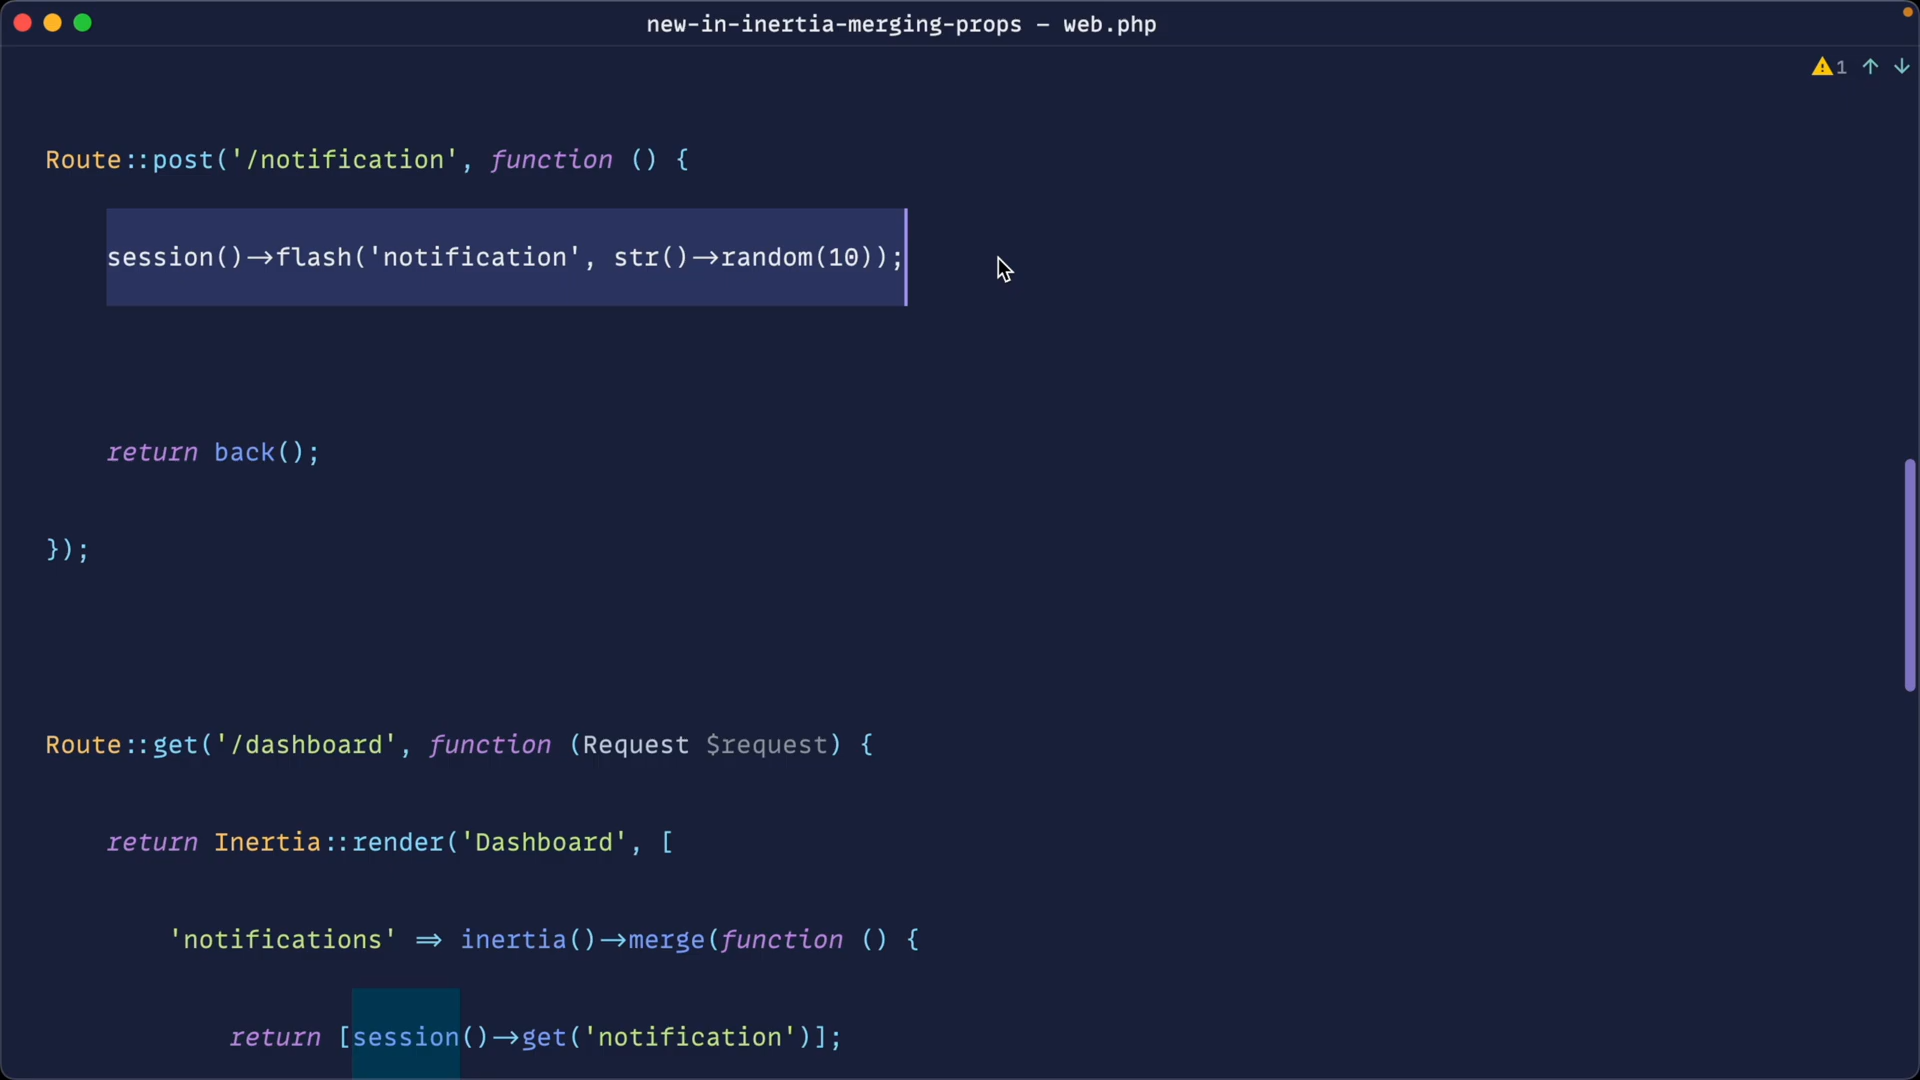 new-in-inertia-merging-props – web.php
1
Route::post('/notification', function () {
session()->flash('notification', str()->random(10));
return back();
});
Route::get('/dashboard', function (Request $request) {
return Inertia::render('Dashboard', [
'notifications' => inertia()->merge(function () {
return [session()->get('notification')];